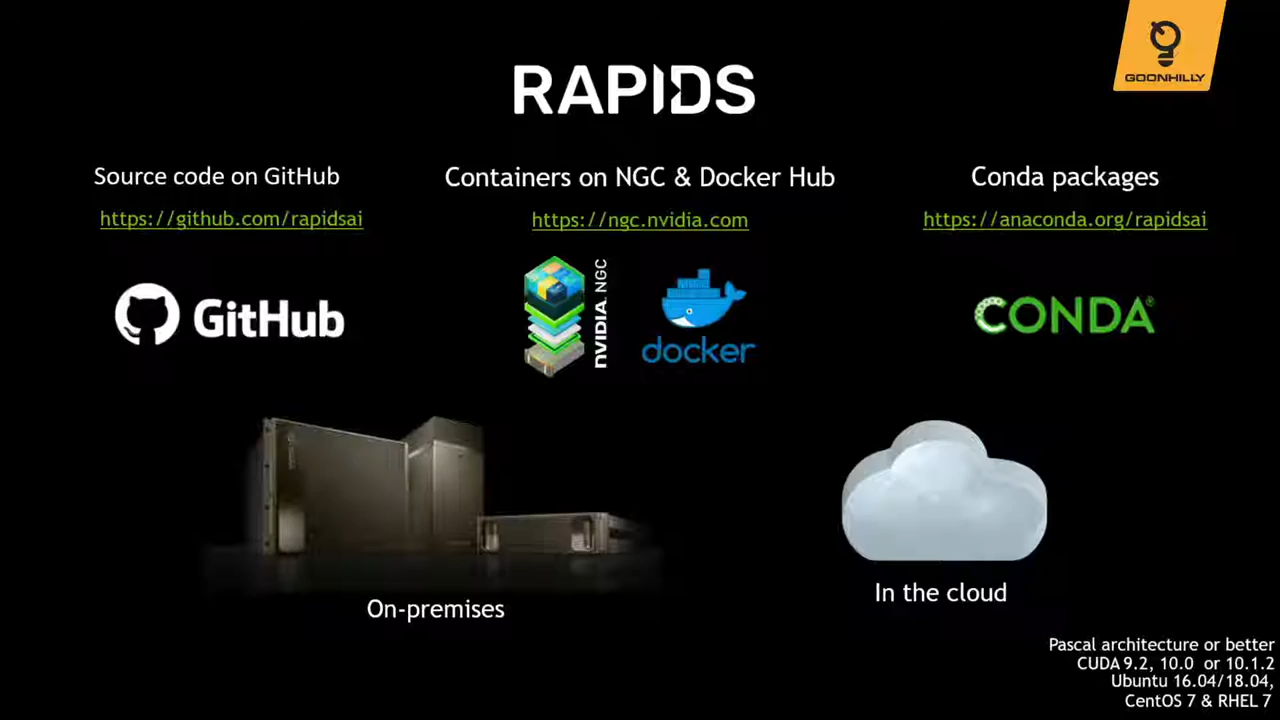 GOONHILLY
RAPIDS
Source code on GitHub
https://github.com/rapidsai
Containers on NGC & Docker Hub
https://ngc.nvidia.com
Conda packages
https://anaconda.org/rapidsai
GitHub
NVIDIA. NGC
docker
CONDA®
On-premises
In the cloud
Pascal architecture or better
CUDA 9.2, 10.0 or 10.1.2
Ubuntu 16.04/18.04,
CentOS 7 & RHEL 7